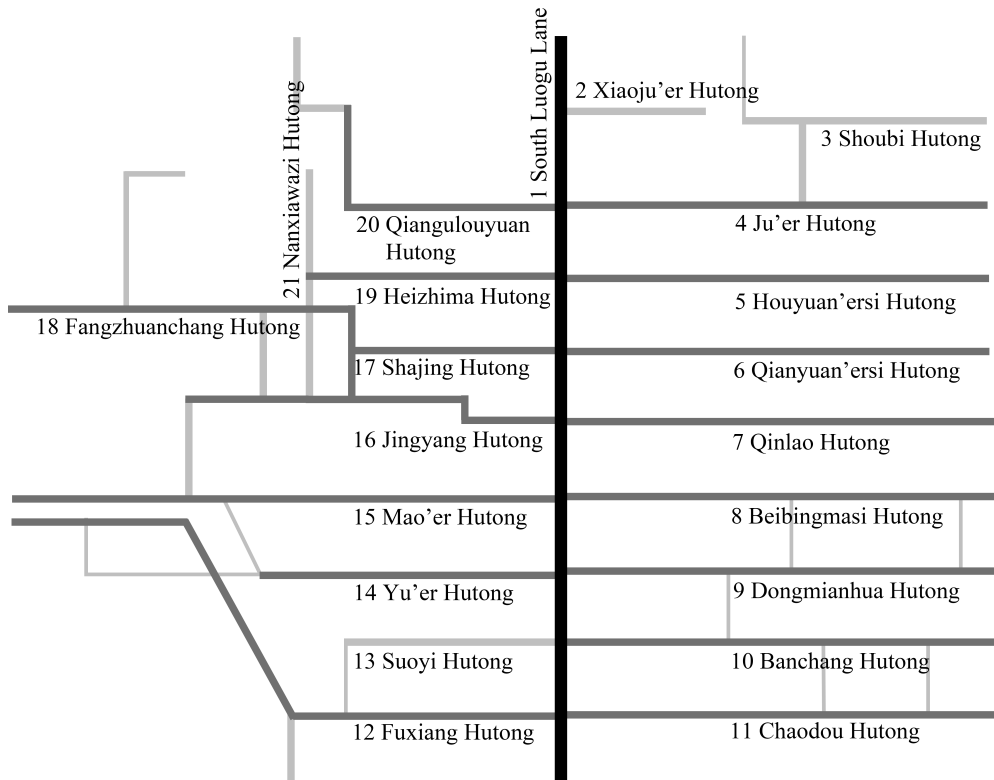 1 South Luogu Lane
2 Xiaoju’er Hutong
3 Shoubi Hutong
4 Ju’er Hutong
5 Houyuan’ersi Hutong
6 Qianyuan’ersi Hutong
7 Qinlao Hutong
8 Beibingmasi Hutong
9 Dongmianhua Hutong
10 Banchang Hutong
11 Chaodou Hutong
12 Fuxiang Hutong
13 Suoyi Hutong
14 Yu’er Hutong
15 Mao’er Hutong
16 Jingyang Hutong
17 Shajing Hutong
18 Fangzhuanchang Hutong
19 Heizhima Hutong
20 Qiangulouyuan
Hutong
21 Nanxiawazi Hutong